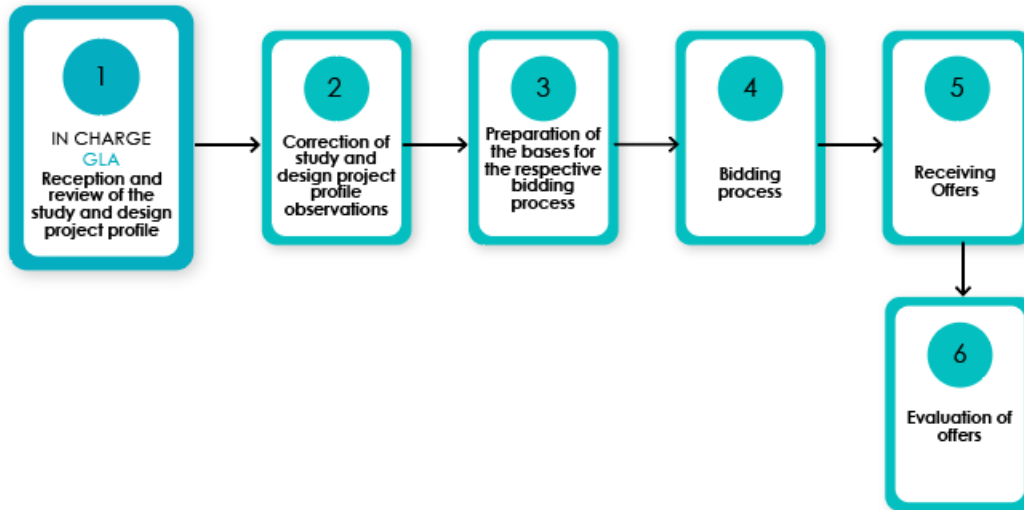 1
IN CHARGE
GLA
Reception and
review of the
study and design
project profile
2
Correction of
study and
design project
profile
observations
3
Preparation of
the bases for
the respective
bidding
process
4
Bidding
process
5
Receiving
Offers
6
Evaluation of
offers